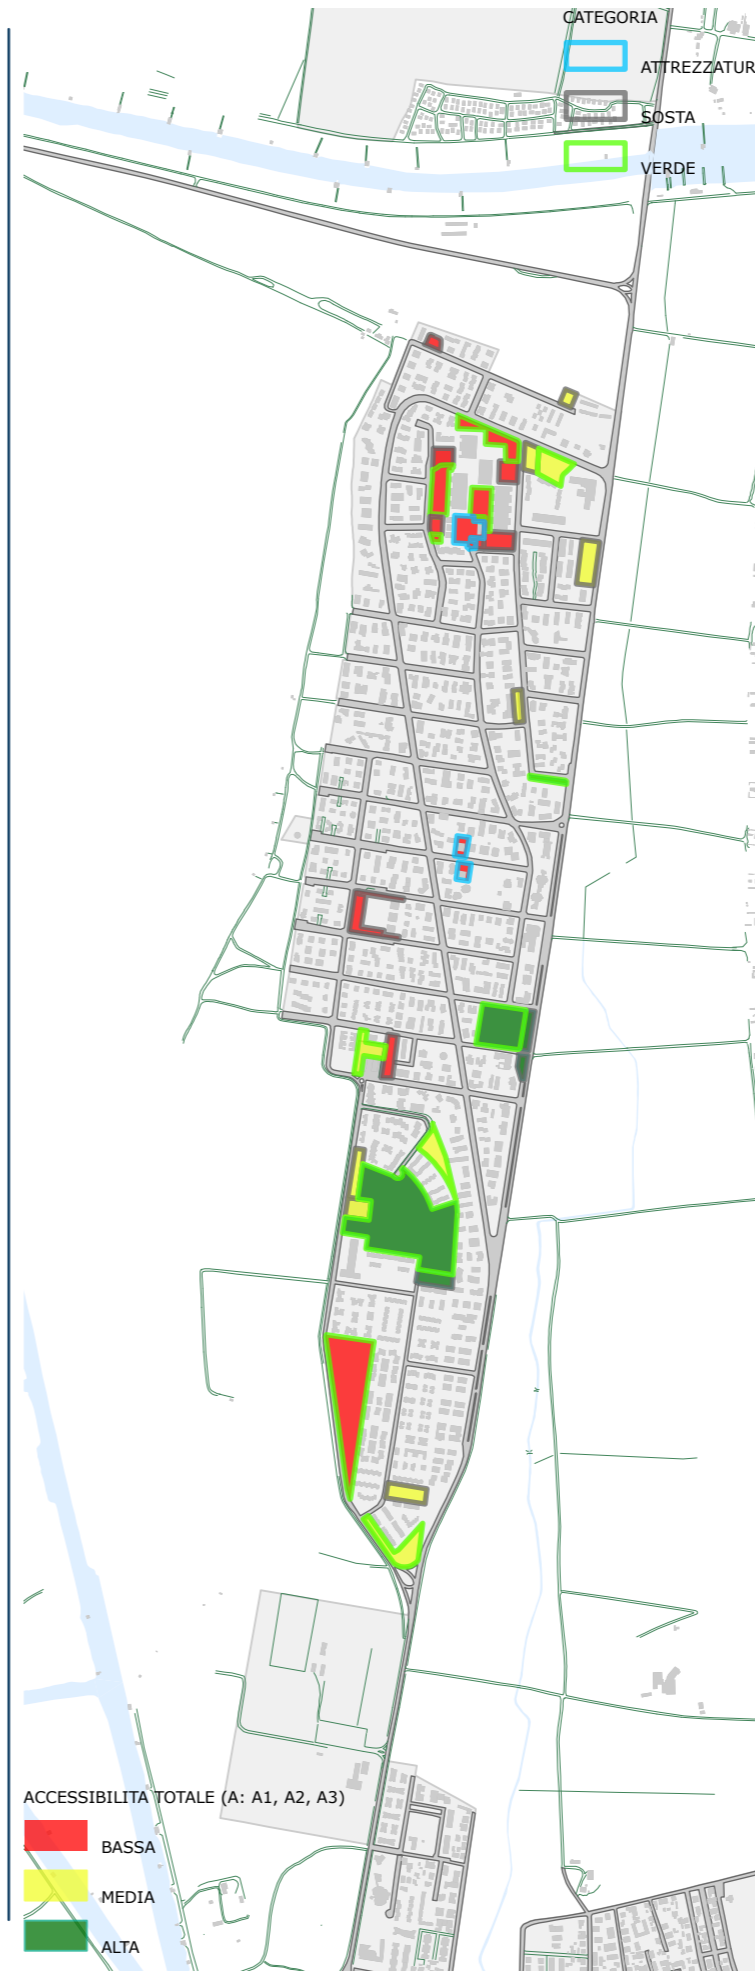 CATEGORIA
ATTREZZATUR
SOSTA
VERDE
ACCESSIBILITA TOTALE (A: A1, A2, A3)
BASSA
MEDIA
ALTA